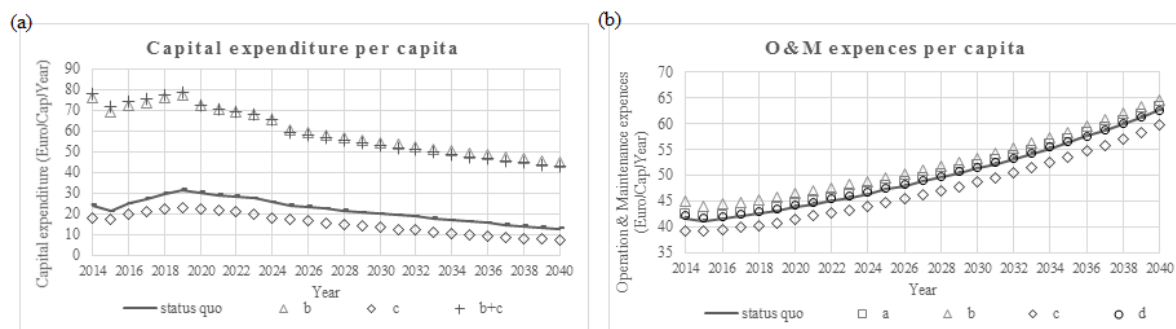 (a)
Capital expenditure per capita
Capital expenditure (Euro/Cap/Year)
90
80
70
60
50
40
30
20
10
0
2014 2016 2018 2020 2022 2024 2026 2028 2030 2032 2034 2036 2038 2040
Year
status quo b c b+c
(b)
O&M expences per capita
Operation & Maintenance expences
(Euro/Cap/Year)
70
65
60
55
50
45
40
35
2014 2016 2018 2020 2022 2024 2026 2028 2030 2032 2034 2036 2038 2040
Year
status quo a b c d